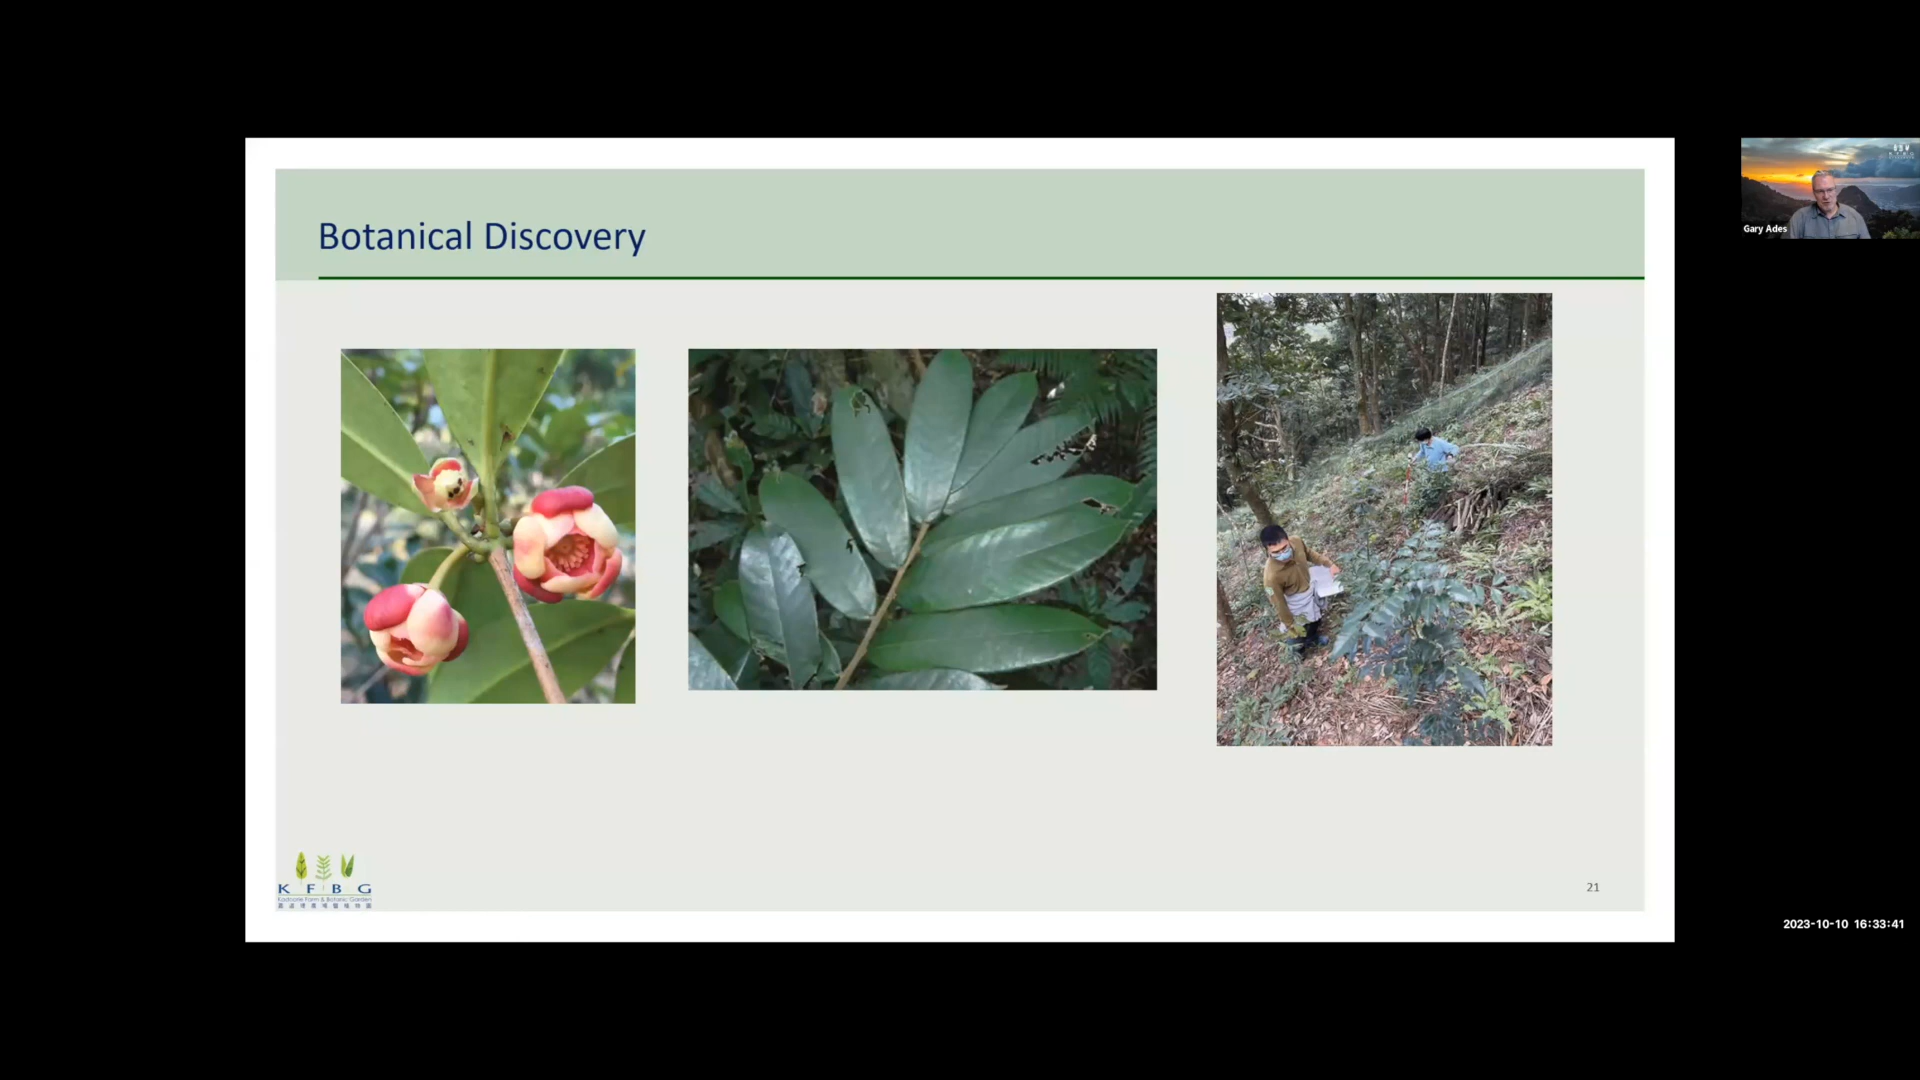 Botanical Discovery
Gary Ades
K F B G
Kadoorie Farm & Botanic Garden
嘉道理農場暨植物園
21
2023-10-10 16:33:41